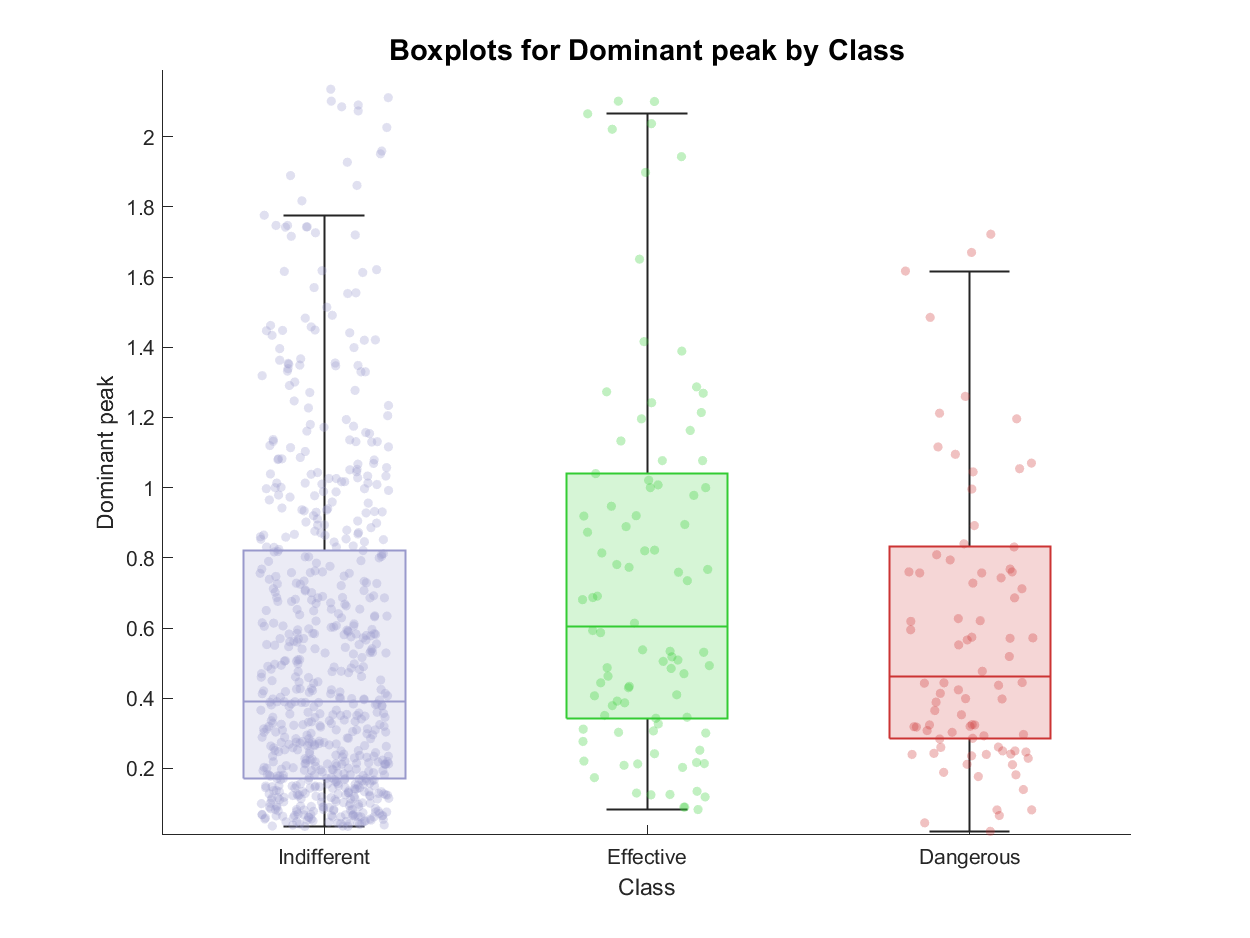 Boxplots for Dominant peak by Class
2
1.8
1.6
1.4
1.2
1
0.8
0.6
0.4
0.2
Dominant peak
Indifferent Effective Dangerous
Class